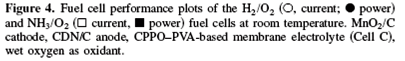 Figure 4. Fuel cell performance plots of the H2/O2 (○, current; ● power)
and NH3/O2 (□ current, ■ power) fuel cells at room temperature. MnO2/C
cathode, CDN/C anode, CPPO–PVA-based membrane electrolyte (Cell C),
wet oxygen as oxidant.